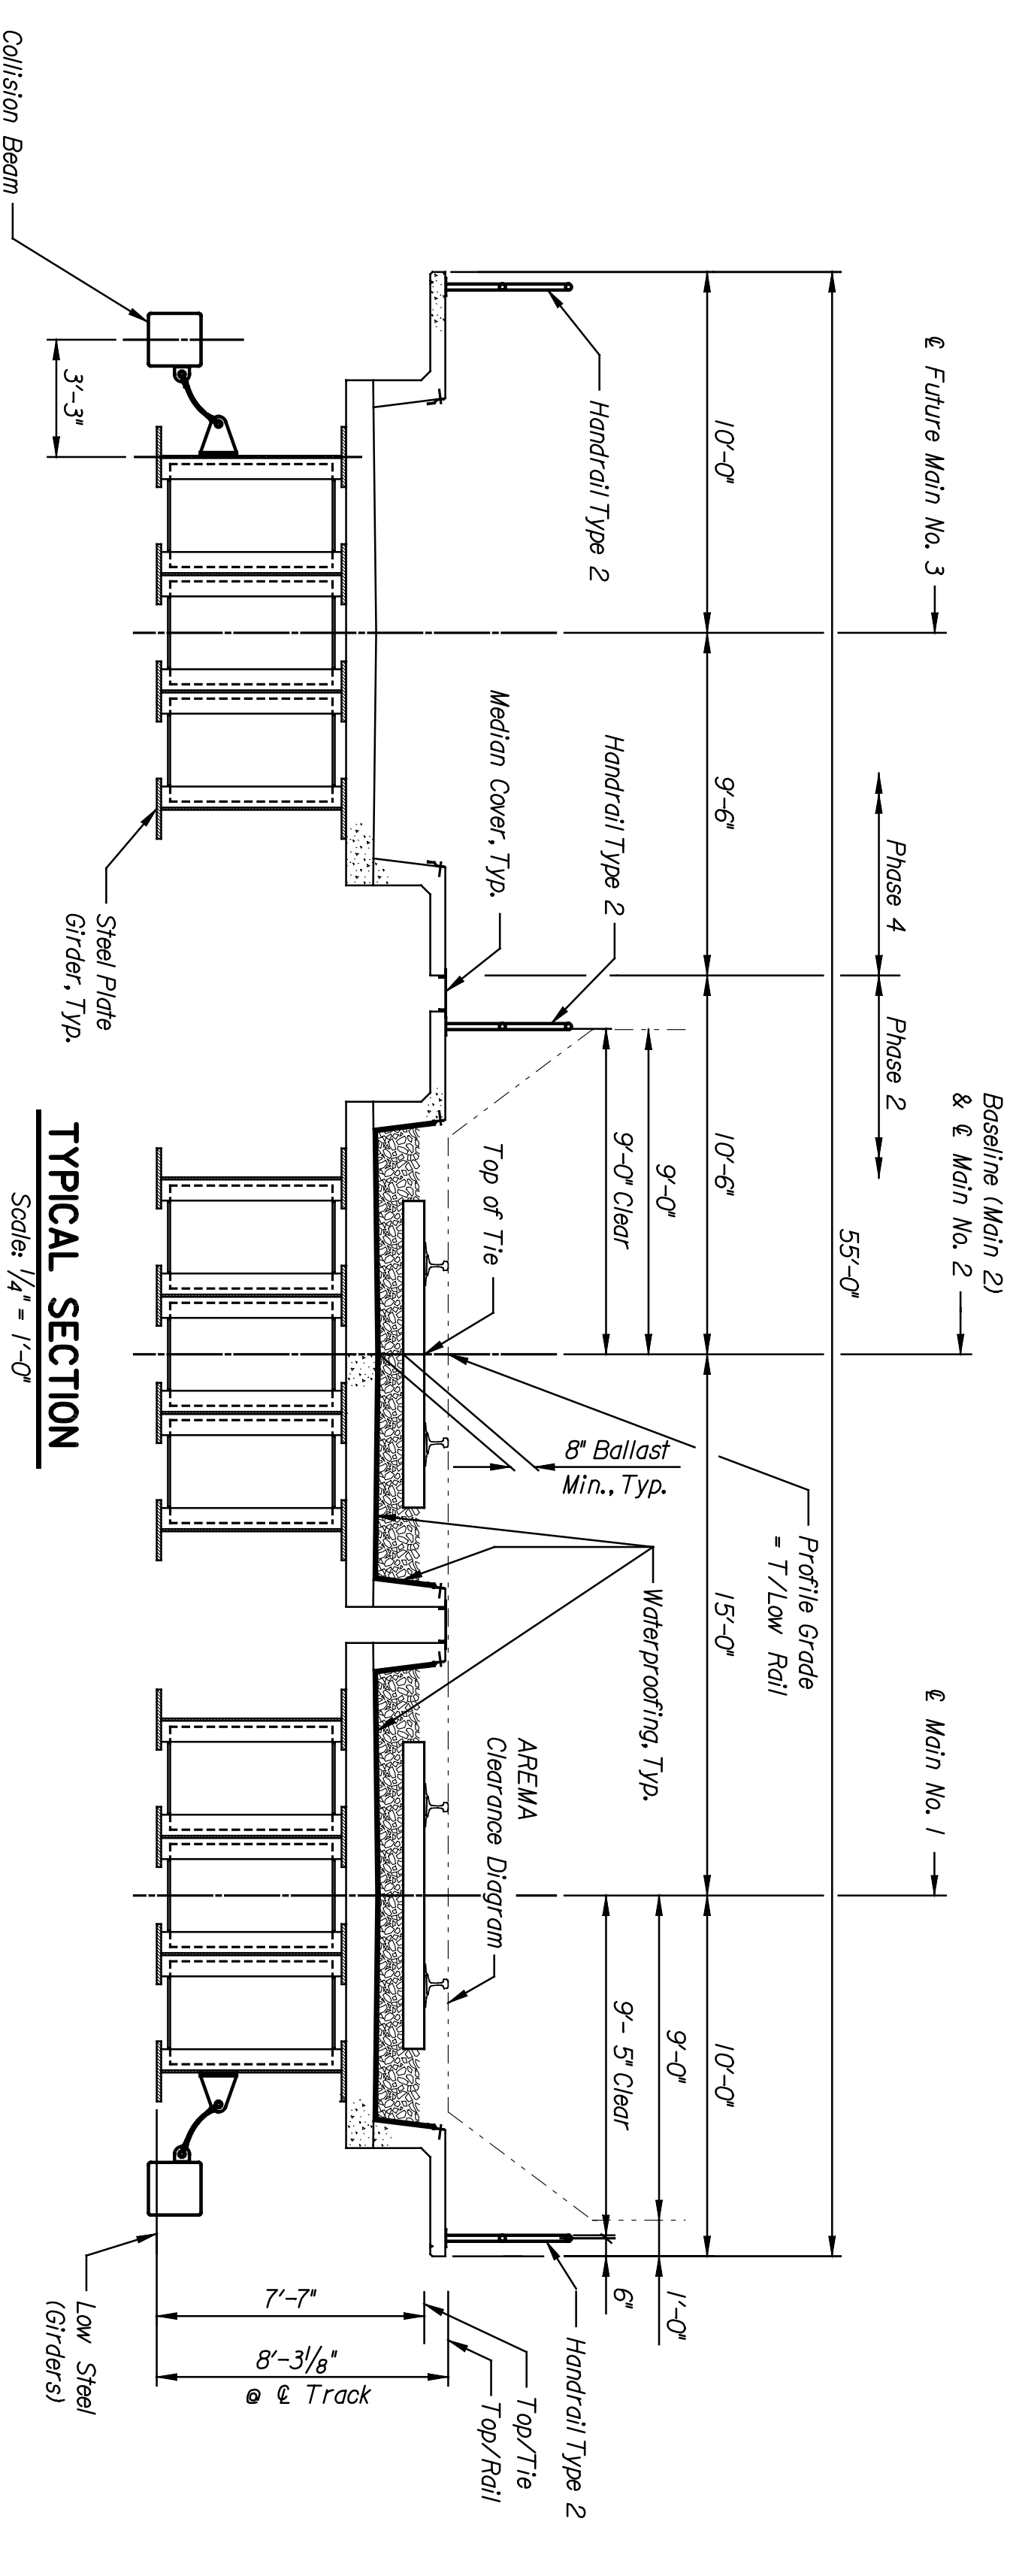 ℄ Future Main No. 3
Baseline (Main 2)
& ℄ Main No. 2
℄ Main No. 1
Phase 4
Phase 2
55'-0"
10'-0"
9'-6"
10'-6"
15'-0"
10'-0"
Profile Grade
= T/Low Rail
9'-0"
9'-0" Clear
9'-0"
9'- 5" Clear
1'-0"
6"
Handrail Type 2
Handrail Type 2
Median Cover, Typ.
Top of Tie
8" Ballast
Min., Typ.
Waterproofing, Typ.
AREMA
Clearance Diagram
Handrail Type 2
Top/Tie
Top/Rail
7'-7"
8'-3 1/8"
@ ℄ Track
Collision Beam
3'-3"
Steel Plate
Girder, Typ.
Low Steel
(Girders)
TYPICAL SECTION
Scale: 1/4" = 1'-0"